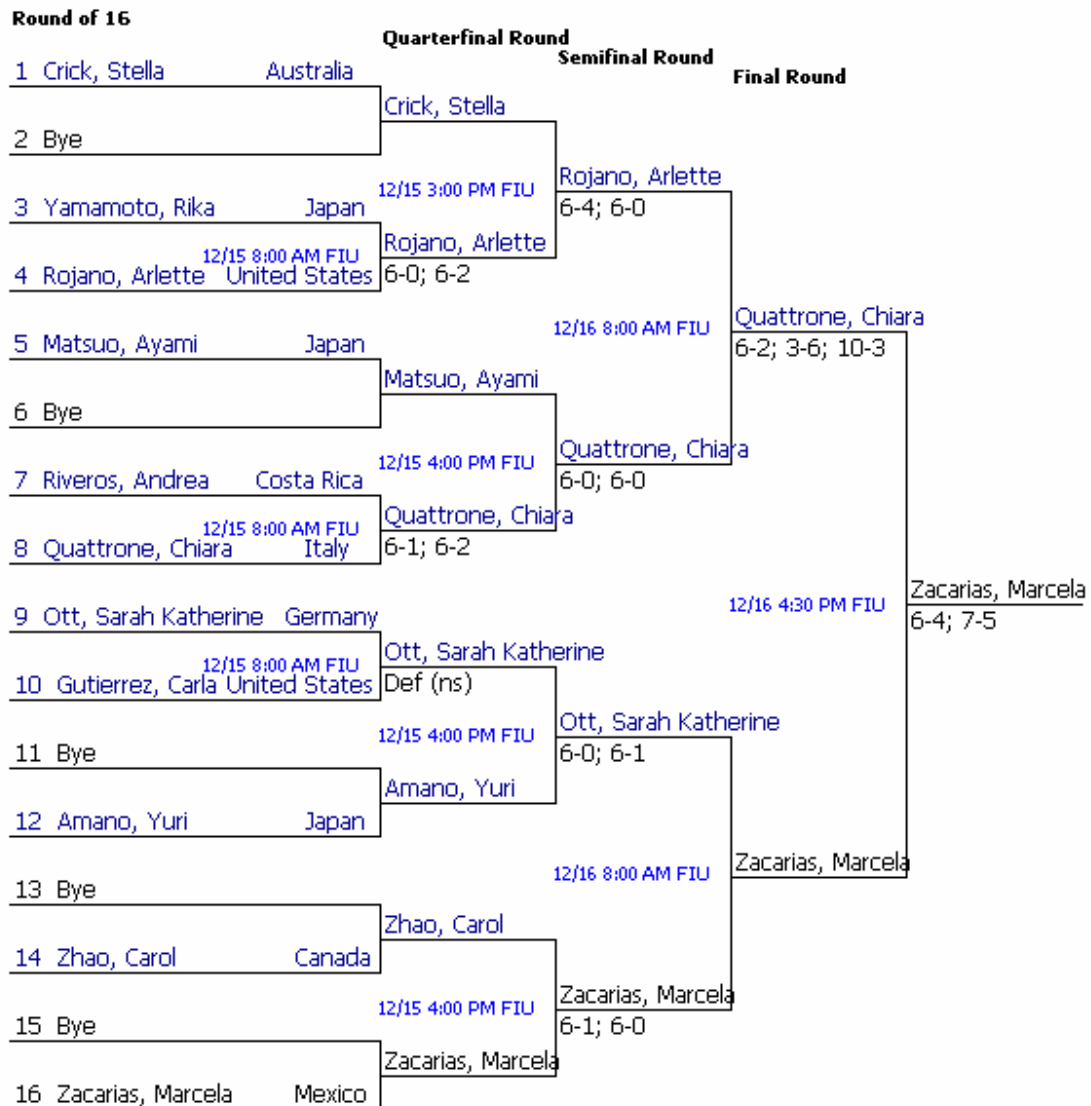 Round of 16
Quarterfinal Round
Semifinal Round
Final Round
1 Crick, Stella Australia
Crick, Stella
2 Bye
12/15 3:00 PM FIU
Rojano, Arlette
6-4; 6-0
3 Yamamoto, Rika Japan
12/15 8:00 AM FIU
Rojano, Arlette
6-0; 6-2
4 Rojano, Arlette United States
12/16 8:00 AM FIU
Quattrone, Chiara
6-2; 3-6; 10-3
5 Matsuo, Ayami Japan
Matsuo, Ayami
6 Bye
12/15 4:00 PM FIU
Quattrone, Chiara
6-0; 6-0
7 Riveros, Andrea Costa Rica
12/15 8:00 AM FIU
Quattrone, Chiara
6-1; 6-2
8 Quattrone, Chiara Italy
12/16 4:30 PM FIU
Zacarias, Marcela
6-4; 7-5
9 Ott, Sarah Katherine Germany
12/15 8:00 AM FIU
Ott, Sarah Katherine
Def (ns)
10 Gutierrez, Carla United States
12/15 4:00 PM FIU
Ott, Sarah Katherine
6-0; 6-1
11 Bye
Amano, Yuri
12 Amano, Yuri Japan
12/16 8:00 AM FIU
Zacarias, Marcela
13 Bye
Zhao, Carol
14 Zhao, Carol Canada
12/15 4:00 PM FIU
Zacarias, Marcela
6-1; 6-0
15 Bye
Zacarias, Marcela
16 Zacarias, Marcela Mexico